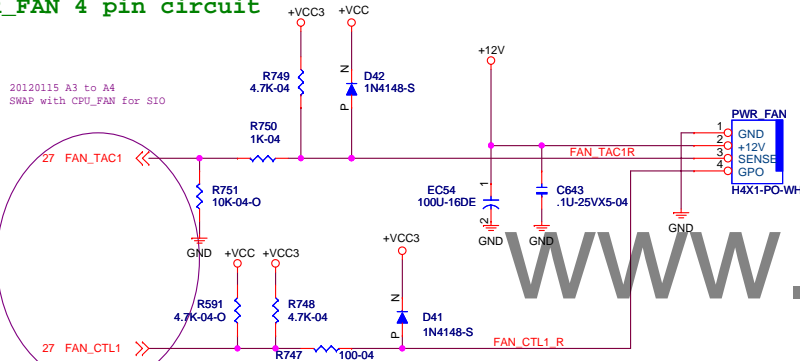 _FAN 4 pin circuit
+VCC3
+VCC
+12V
20120115 A3 to A4
SWAP with CPU_FAN for SIO
R749
4.7K-04
N
D42
1N4148-S
P
R750
1K-04
27 FAN_TAC1
FAN_TAC1R
PWR_FAN
1 GND
2 +12V
3 SENSE
4 GPO
H4X1-PO-WH
R751
10K-04-O
GND
EC54
100U-16DE
1
2
GND
C643
.1U-25VX5-04
GND
GND
+VCC
+VCC3
+VCC3
www.
R591
4.7K-04-O
R748
4.7K-04
N
D41
1N4148-S
P
27 FAN_CTL1
R747
100-04
FAN_CTL1_R